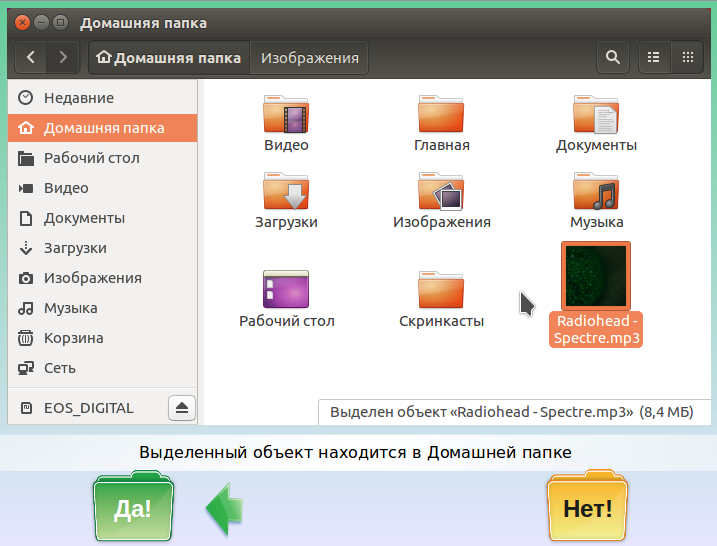 Домашняя папка
Домашняя папка Изображения
Недавние
Домашняя папка
Рабочий стол
Видео
Документы
Загрузки
Изображения
Музыка
Корзина
Сеть
EOS_DIGITAL
Видео Главная Документы
Загрузки Изображения Музыка
Рабочий стол Скринкасты Radiohead -
Spectre.mp3
Выделен объект «Radiohead - Spectre.mp3» (8,4 МБ)
Выделенный объект находится в Домашней папке
Да! Нет!